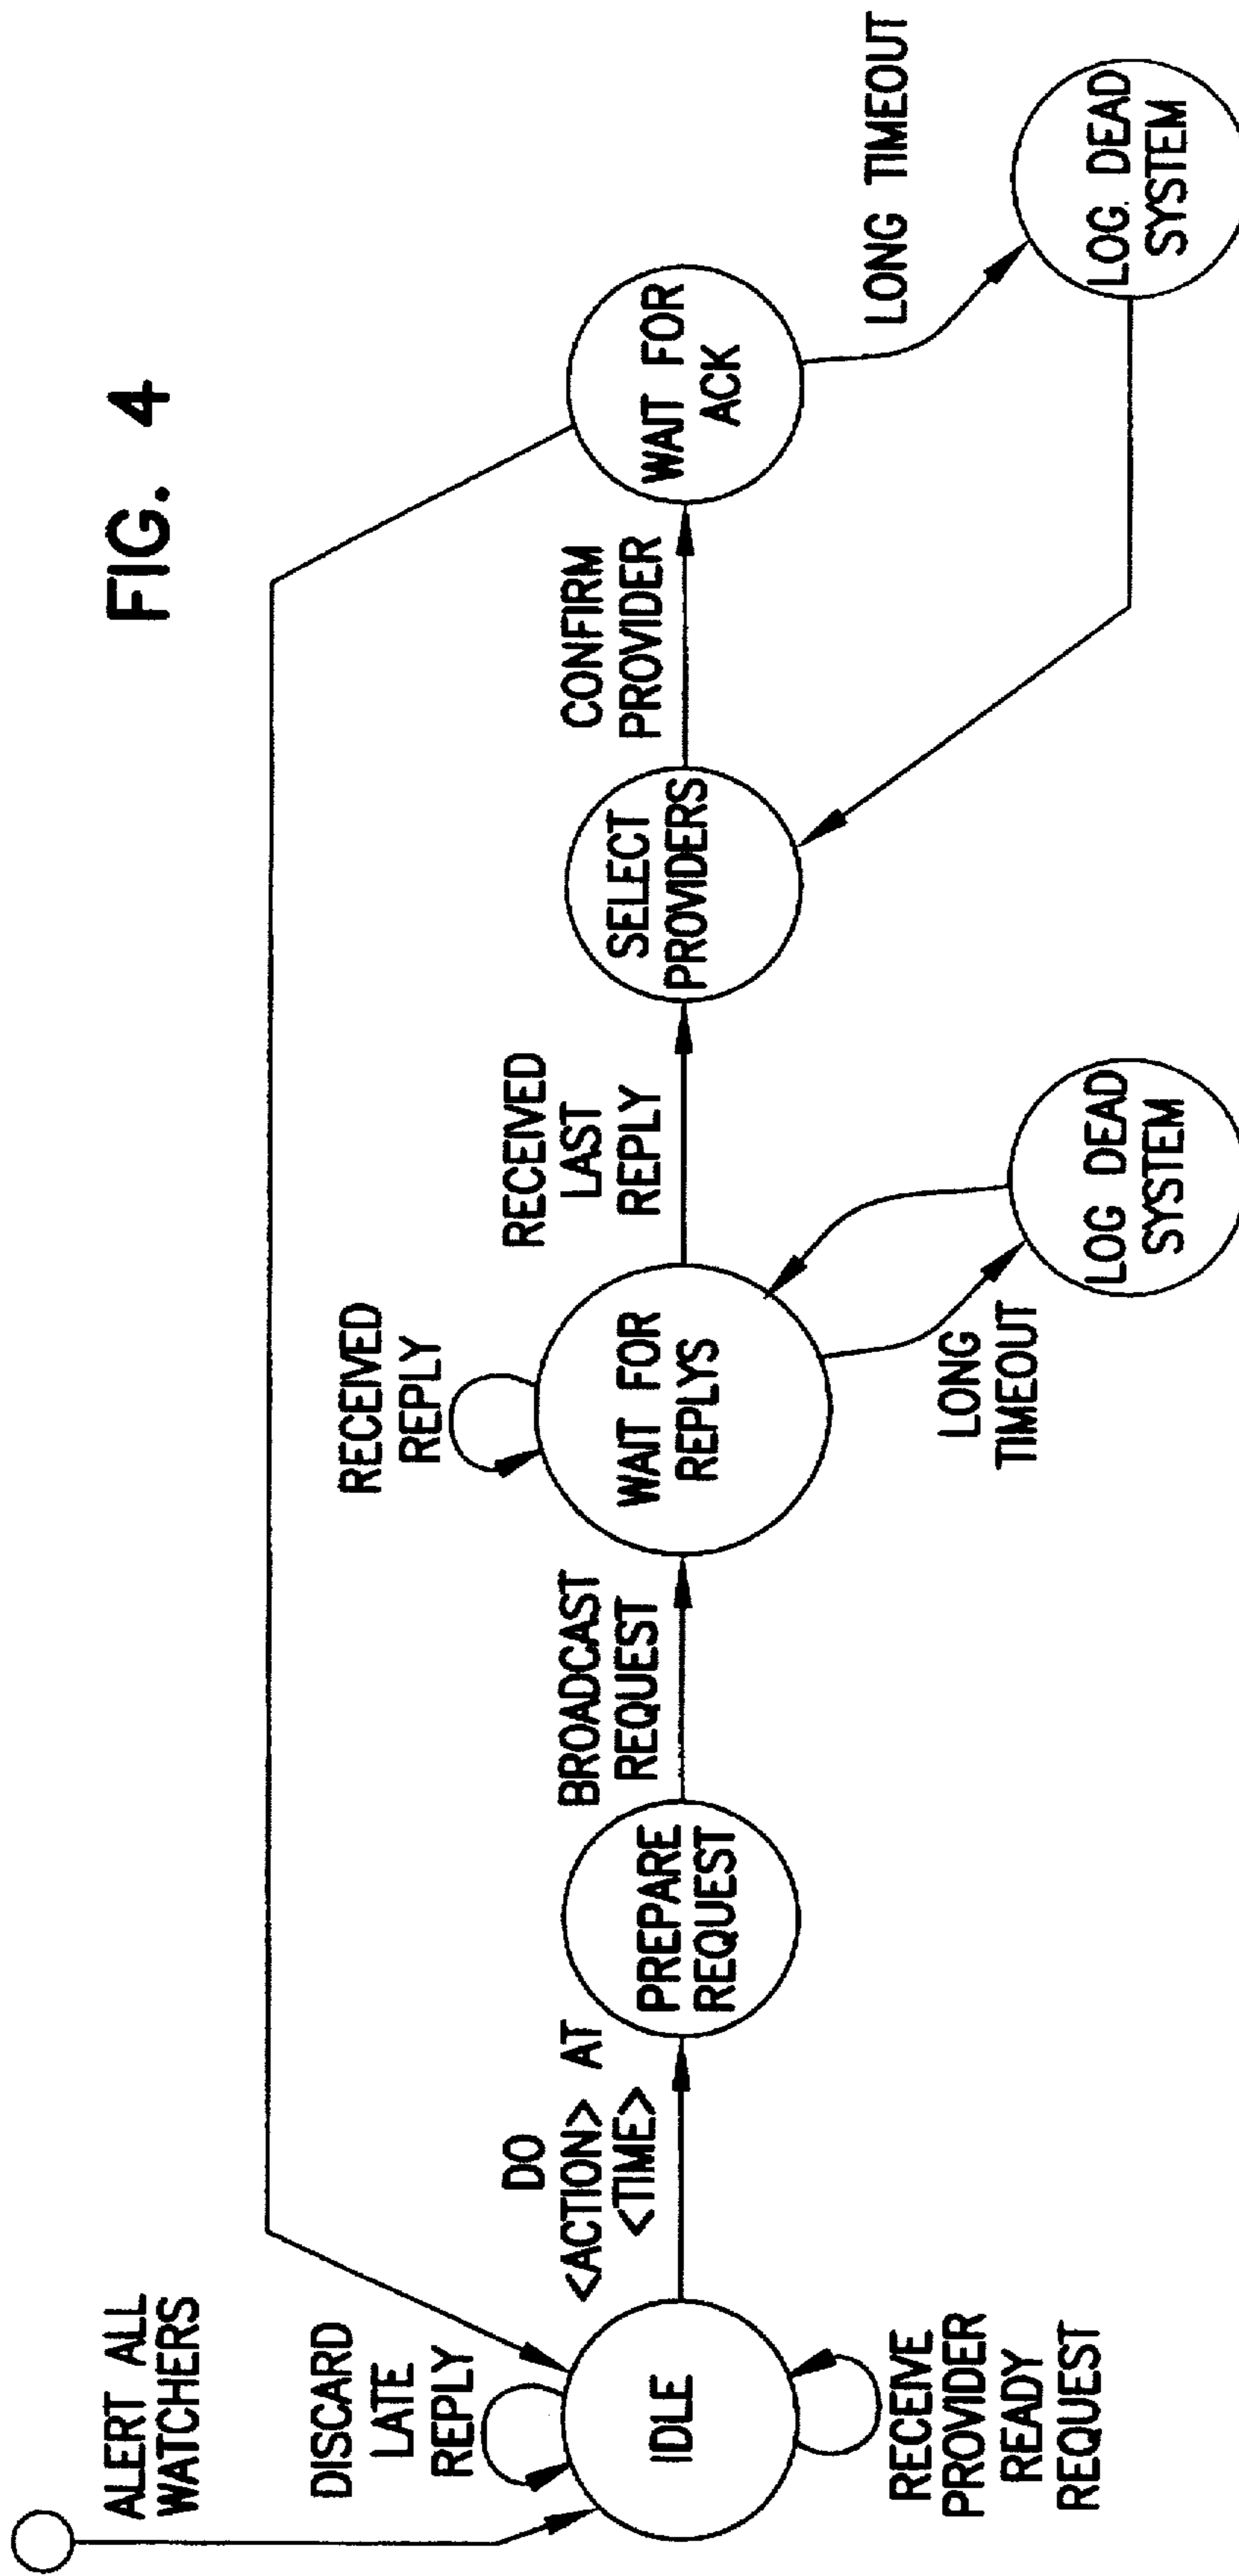 FIG. 4
ALERT ALL
WATCHERS
DISCARD
LATE
REPLY
IDLE
RECEIVE
PROVIDER
READY
REQUEST
DO
<ACTION> AT
<TIME>
PREPARE
REQUEST
BROADCAST
REQUEST
RECEIVED
REPLY
WAIT FOR
REPLYS
LONG
TIMEOUT
LOG DEAD
SYSTEM
RECEIVED
LAST
REPLY
SELECT
PROVIDERS
CONFIRM
PROVIDER
WAIT FOR
ACK
LONG TIMEOUT
LOG. DEAD
SYSTEM